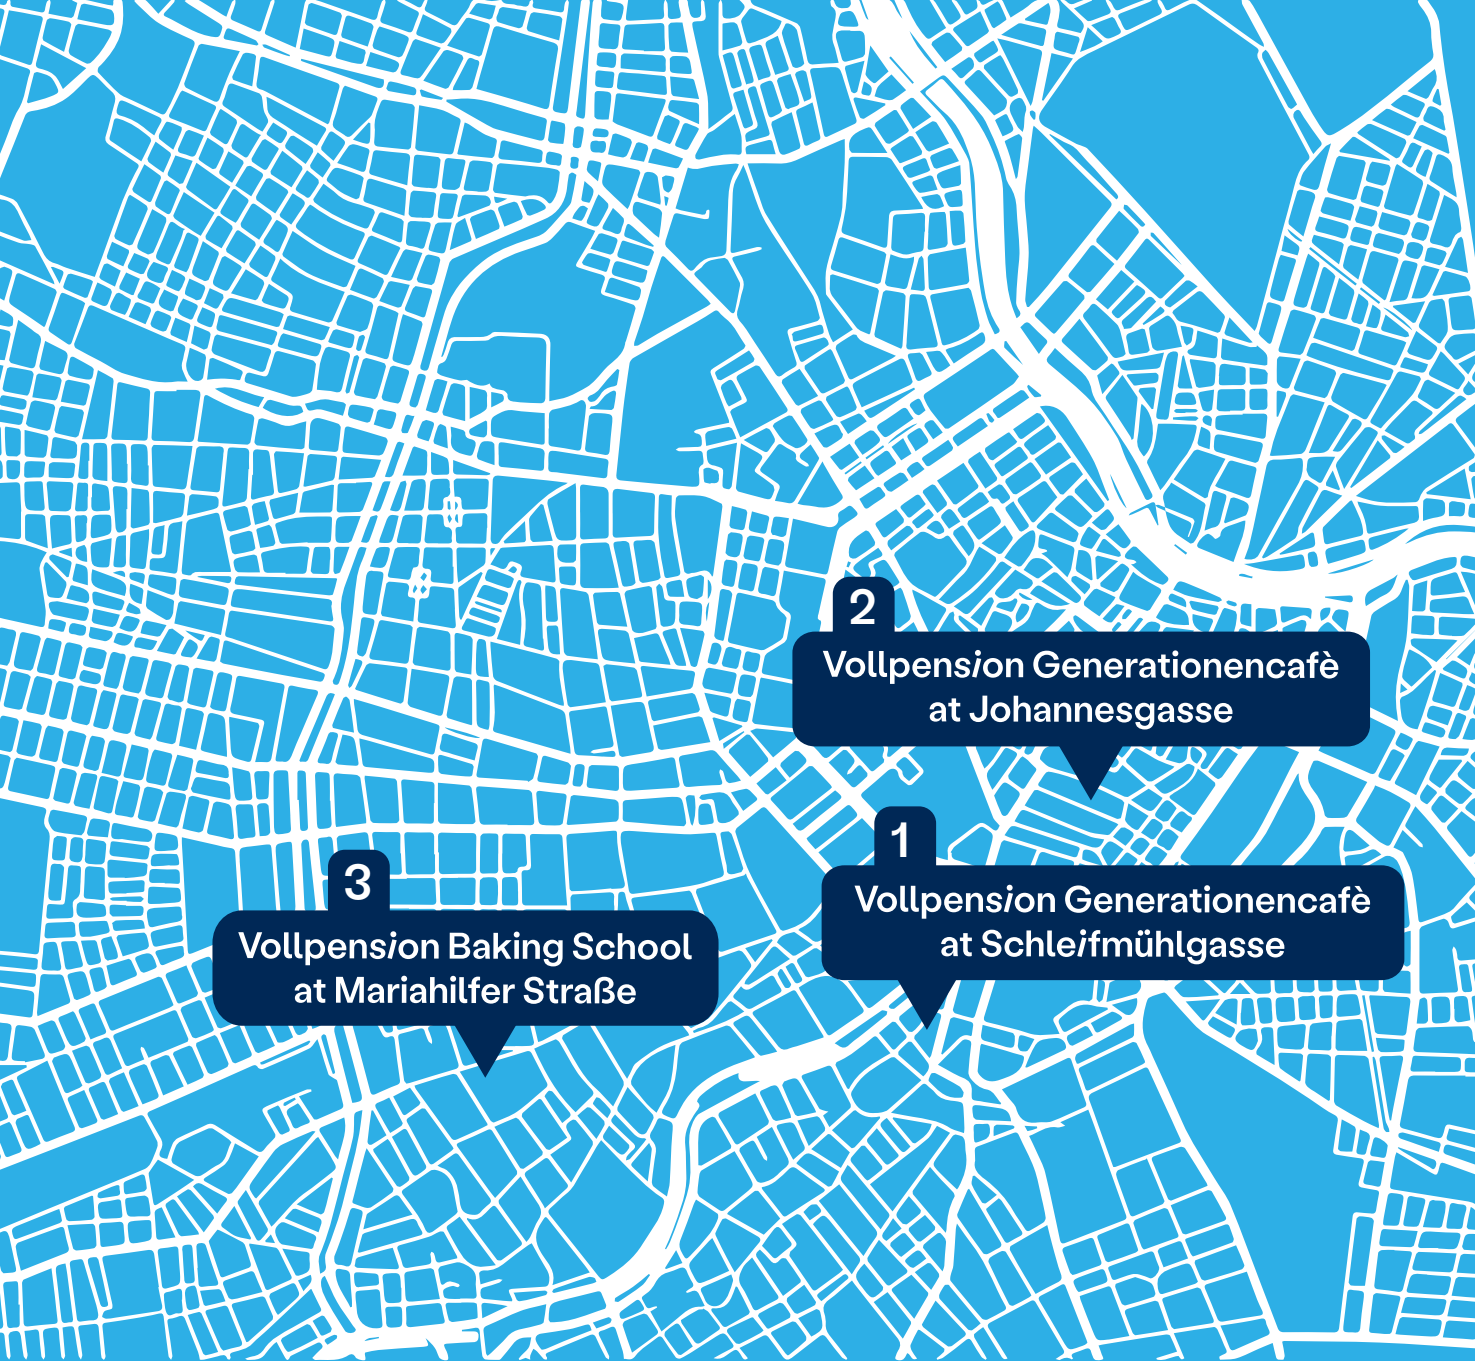 2
Vollpension Generationencafè
at Johannesgasse
1
Vollpension Generationencafè
at Schleifmühlgasse
3
Vollpension Baking School
at Mariahilfer Straße